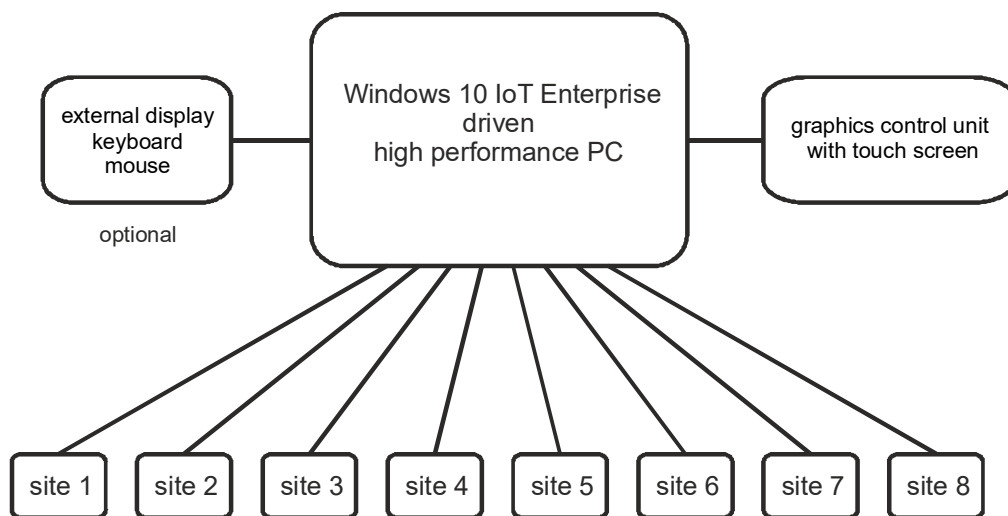 Windows 10 IoT Enterprise
driven
high performance PC
external display
keyboard
mouse
optional
graphics control unit
with touch screen
site 1
site 2
site 3
site 4
site 5
site 6
site 7
site 8